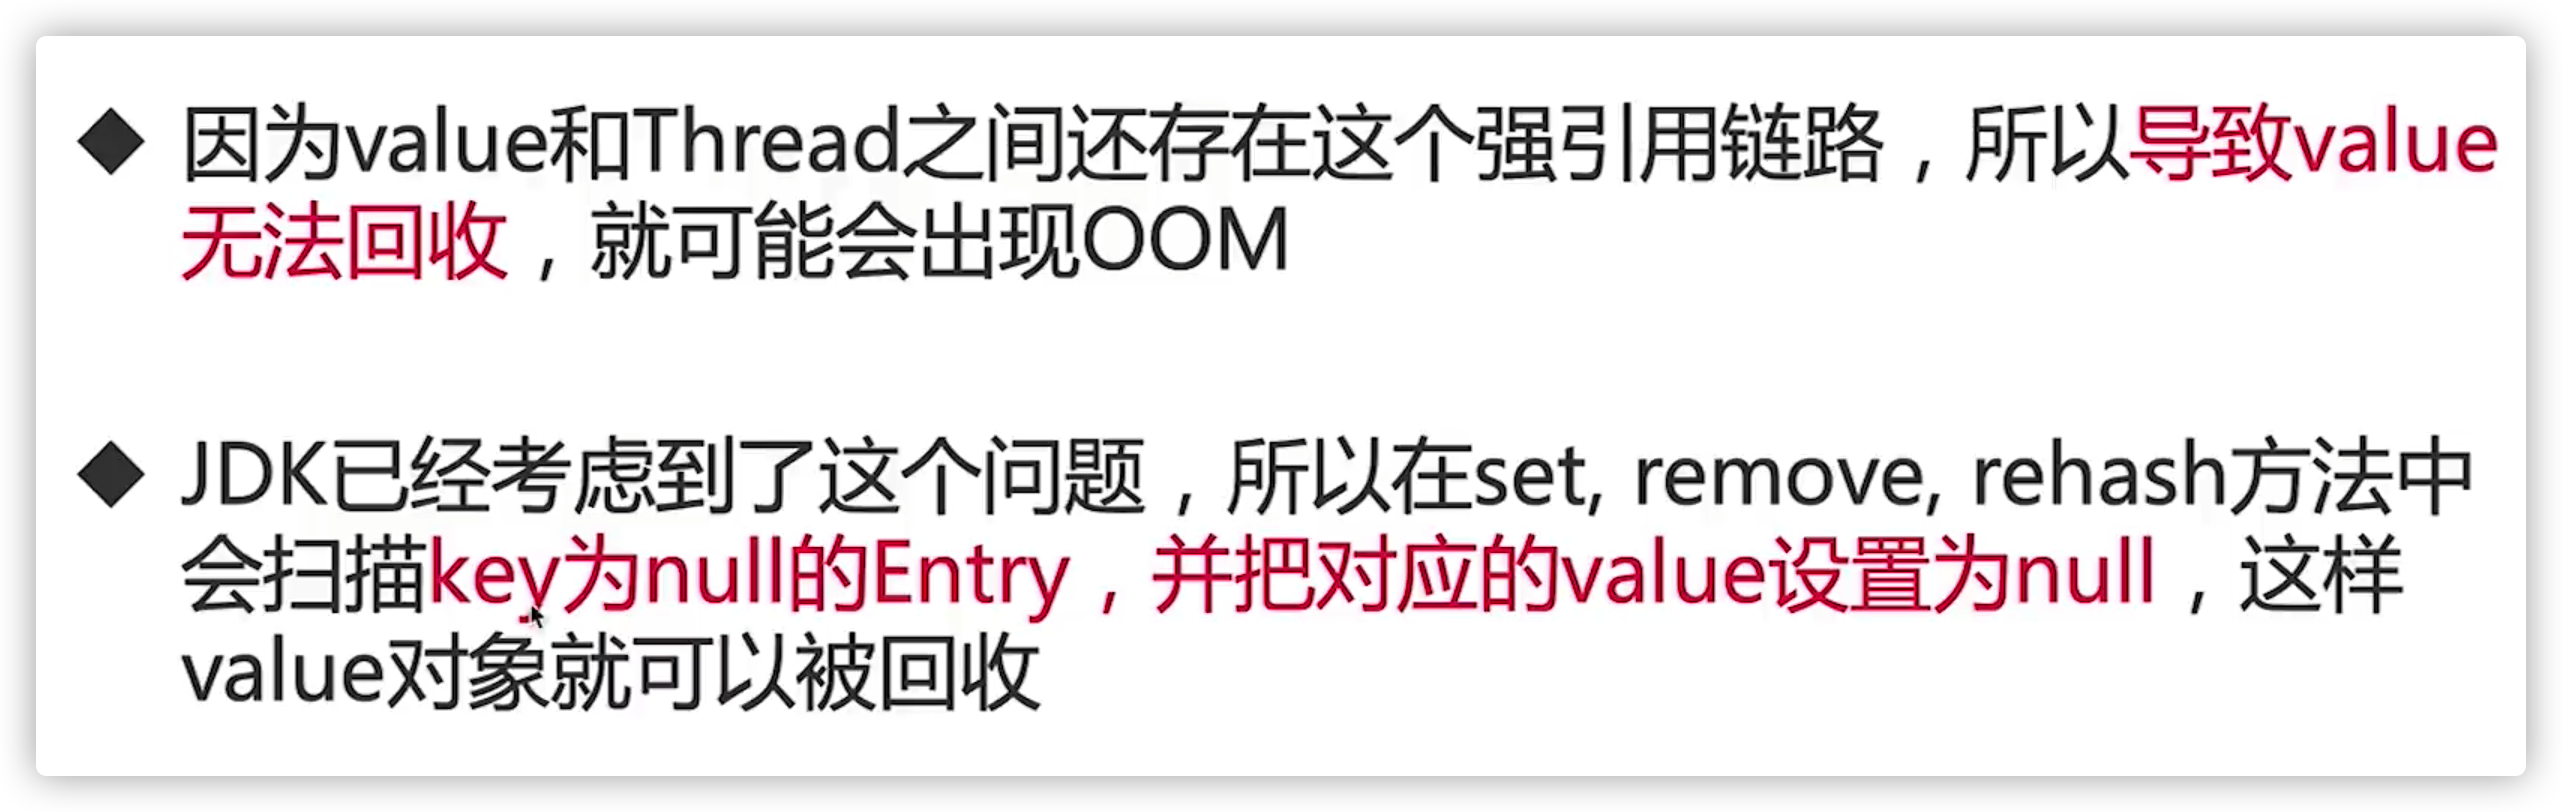 ◆ 因为value和Thread之间还存在这个强引用链路，所以导致value
无法回收，就可能会出现OOM
◆ JDK已经考虑到了这个问题，所以在set, remove, rehash方法中
会扫描key为null的Entry，并把对应的value设置为null，这样
value对象就可以被回收